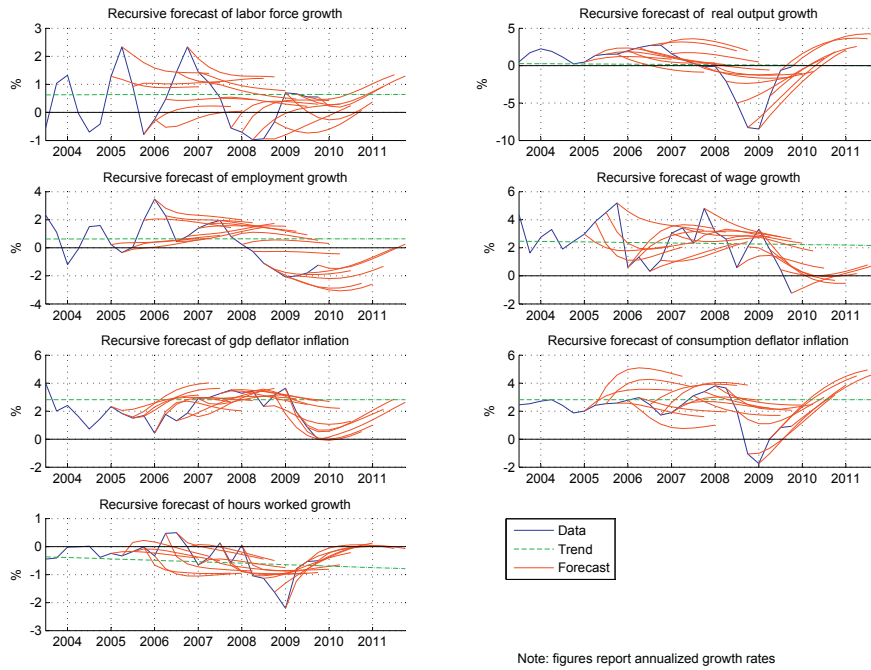 Recursive forecast of labor force growth
3
2
1
0
-1
%
2004 2005 2006 2007 2008 2009 2010 2011
Recursive forecast of real output growth
5
0
-5
-10
%
2004 2005 2006 2007 2008 2009 2010 2011
Recursive forecast of employment growth
4
2
0
-2
-4
%
2004 2005 2006 2007 2008 2009 2010 2011
Recursive forecast of wage growth
6
4
2
0
-2
%
2004 2005 2006 2007 2008 2009 2010 2011
Recursive forecast of gdp deflator inflation
6
4
2
0
-2
%
2004 2005 2006 2007 2008 2009 2010 2011
Recursive forecast of consumption deflator inflation
6
4
2
0
-2
%
2004 2005 2006 2007 2008 2009 2010 2011
Recursive forecast of hours worked growth
1
0
-1
-2
-3
%
2004 2005 2006 2007 2008 2009 2010 2011
Data
Trend
Forecast
Note: figures report annualized growth rates